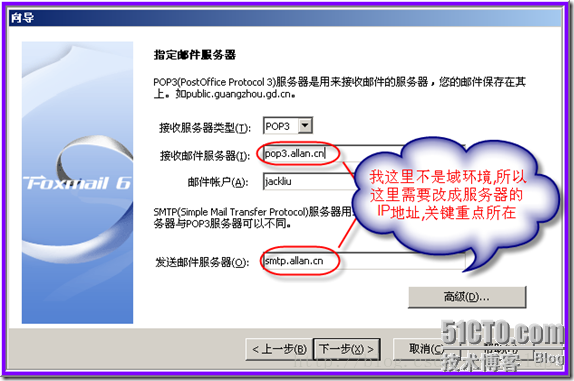 向导
指定邮件服务器
POP3(PostOffice Protocol 3)服务器是用来接收邮件的服务器，您的邮件保存在其
上。如public.guangzhou.gd.cn。
接收服务器类型(T): POP3
接收邮件服务器(I): pop3.allan.cn
邮件帐户(A): jackliu
我这里不是域环境,所以
这里需要改成服务器的
IP地址,关键重点所在
SMTP(Simple Mail Transfer Protocol)服务器用
务器与POP3服务器可以不同。
发送邮件服务器(O): smtp.allan.cn
Foxmail 6
高级(D)...
< 上一步(B) 下一步(X) > 取消(C)
51CTO.com
技术博客 Blog